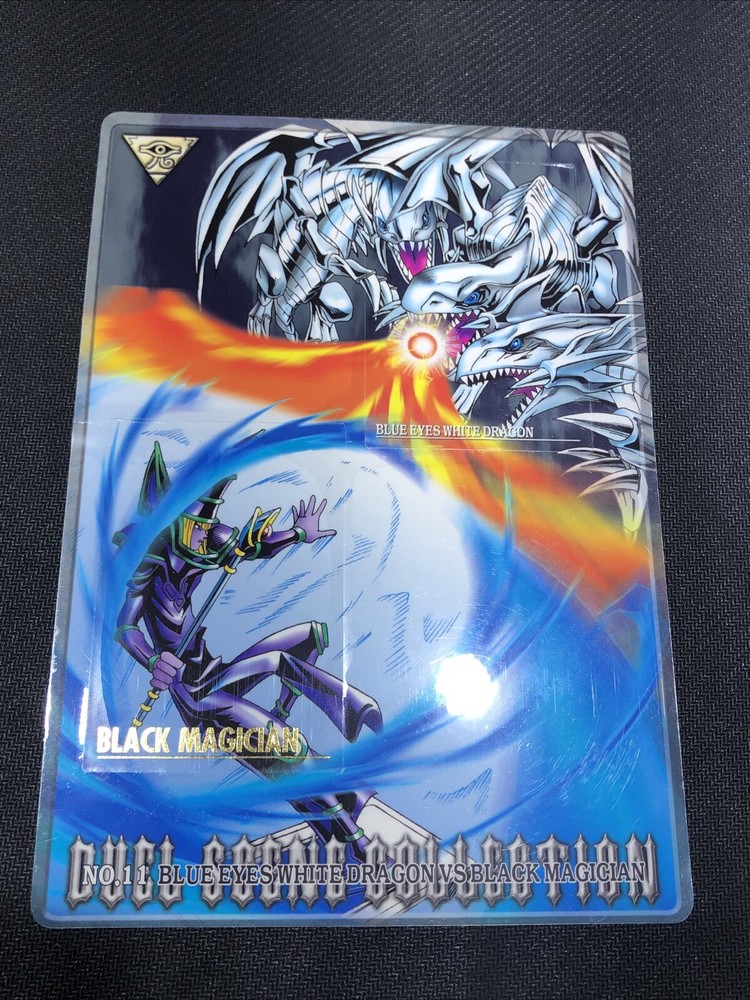 BLUE EYES WHITE DRAGON
BLACK MAGICIAN
DUEL SCENE COLLECTION
NO.11 BLUE EYES WHITE DRAGON VS BLACK MAGICIAN